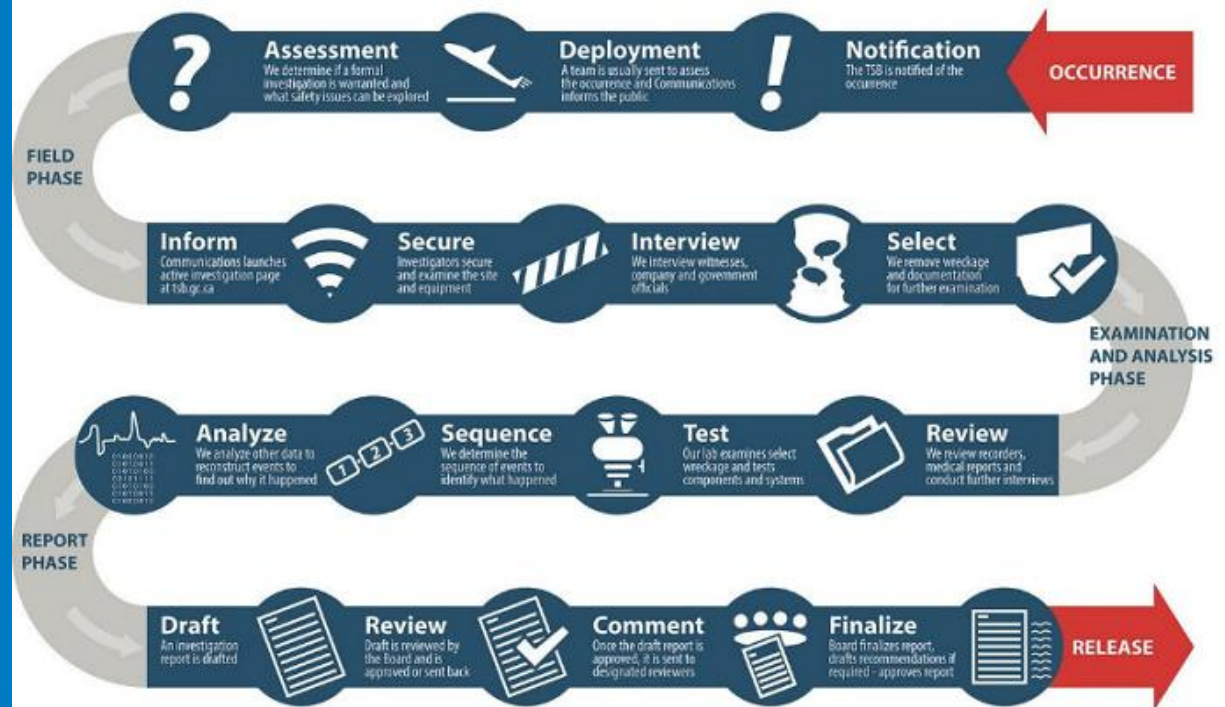 OCCURRENCE
Notification
The TSB is notified of the
occurrence
Deployment
A team is usually sent to assess
the occurrence and Communications
informs the public
Assessment
We determine if a formal
investigation is warranted and
what safety issues can be explored
FIELD
PHASE
Inform
Communications launches
active investigation page
at tsb.gc.ca
Secure
Investigators secure
and examine the site
and equipment
Interview
We interview witnesses,
company and government
officials
Select
We remove wreckage
and documentation
for further examination
EXAMINATION
AND ANALYSIS
PHASE
Review
We review recorders,
medical reports and
conduct further interviews
Test
Our lab examines select
wreckage and tests
components and systems
Sequence
We determine the
sequence of events to
identify what happened
1 2 3
Analyze
We analyze other data to
reconstruct events to
find out why it happened
REPORT
PHASE
Draft
An investigation
report is drafted
Review
Draft is reviewed by
the Board and is
approved or sent back
Comment
Once the draft report is
approved, it is sent to
designated reviewers
Finalize
Board finalizes report,
drafts recommendations if
required - approves report
RELEASE